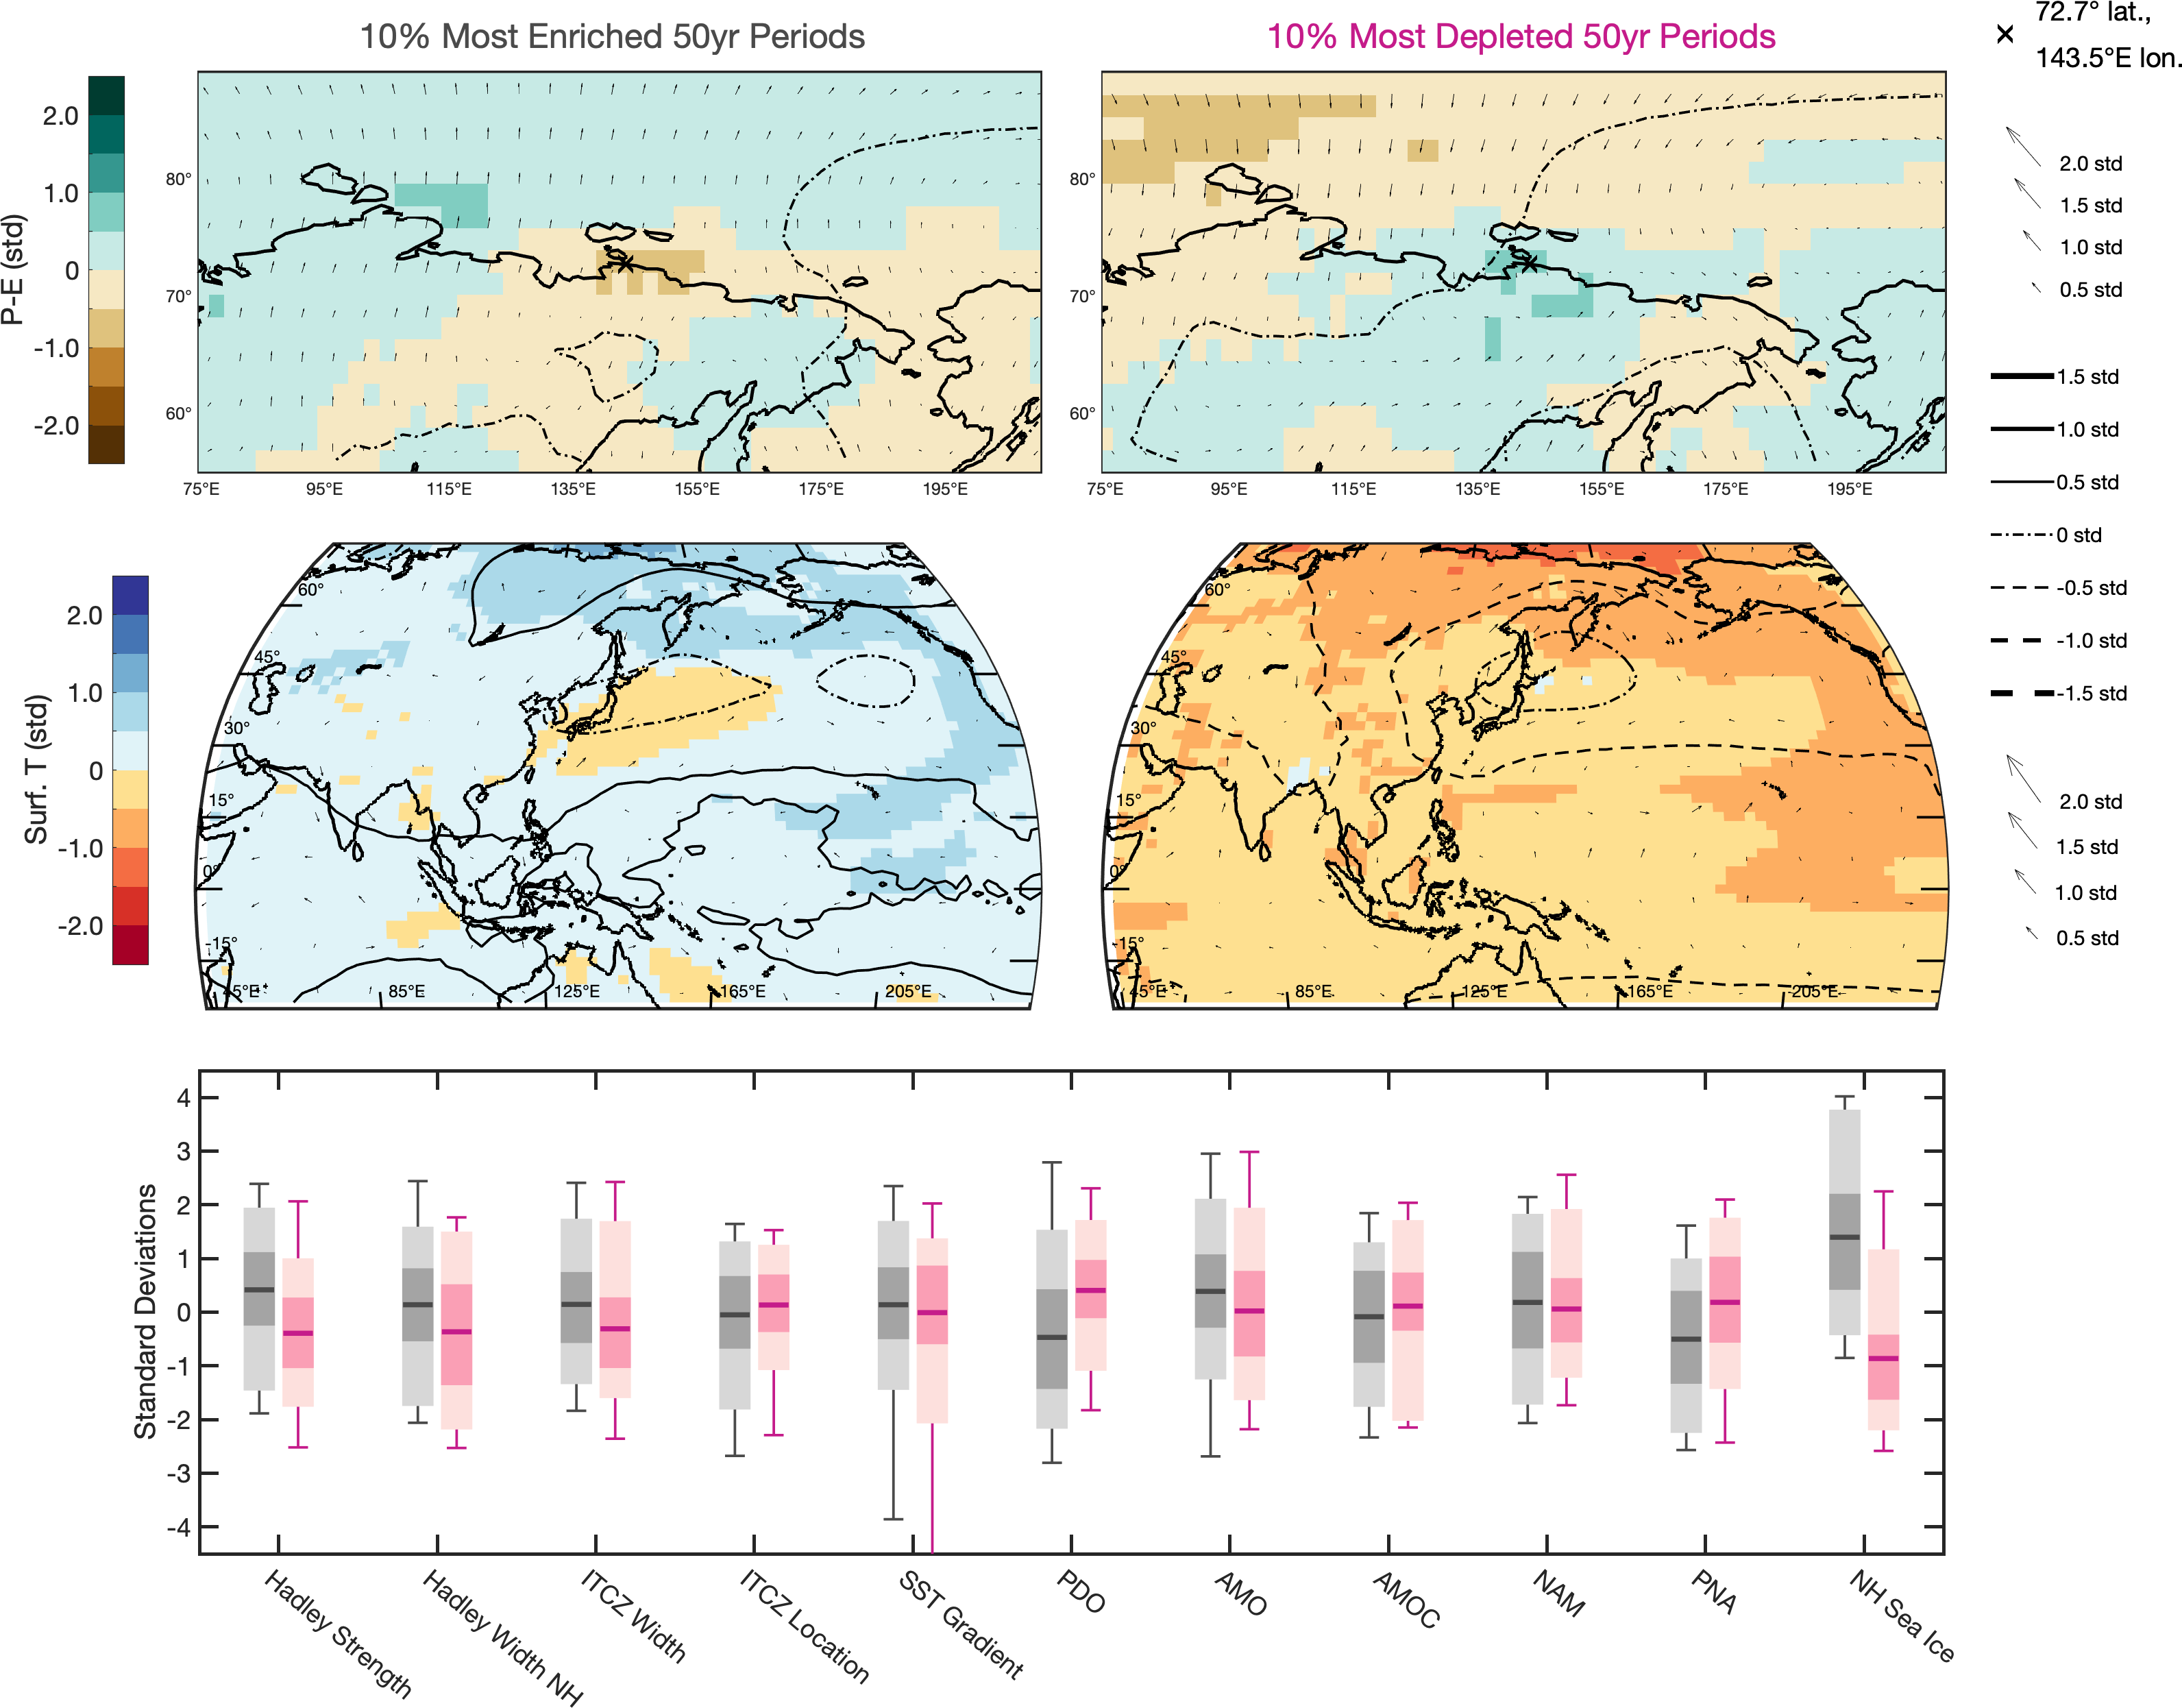 10% Most Enriched 50yr Periods
10% Most Depleted 50yr Periods
72.7° lat.,
143.5°E lon.
P-E (std)
2.0
1.0
0
-1.0
-2.0
80°
70°
60°
75°E 95°E 115°E 135°E 155°E 175°E 195°E
80°
70°
60°
75°E 95°E 115°E 135°E 155°E 175°E 195°E
2.0 std
1.5 std
1.0 std
0.5 std
1.5 std
1.0 std
0.5 std
0 std
-0.5 std
-1.0 std
-1.5 std
2.0 std
1.5 std
1.0 std
0.5 std
Surf. T (std)
2.0
1.0
0
-1.0
-2.0
60°
45°
30°
15°
0°
-15°
45°E 85°E 125°E 165°E 205°E
60°
45°
30°
15°
0°
-15°
45°E 85°E 125°E 165°E 205°E
Standard Deviations
4
3
2
1
0
-1
-2
-3
-4
Hadley Strength
Hadley Width NH
ITCZ Width
ITCZ Location
SST Gradient
PDO
AMO
AMOC
NAM
PNA
NH Sea Ice